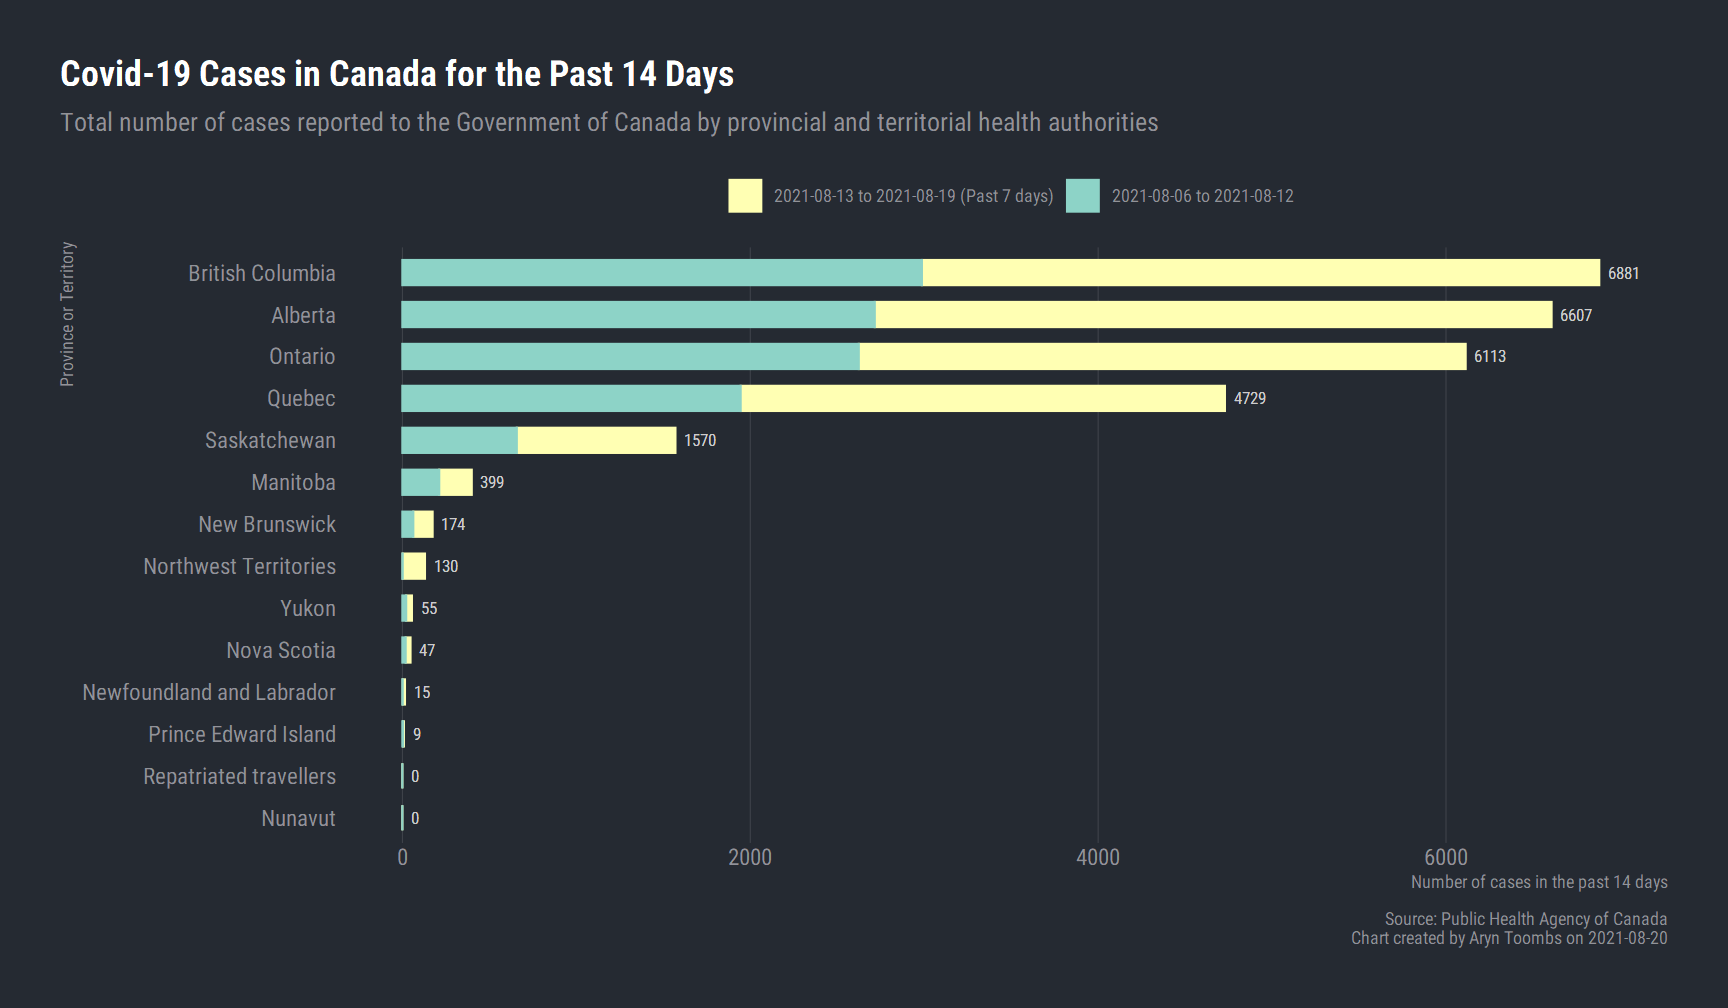 Covid-19 Cases in Canada for the Past 14 Days
Total number of cases reported to the Government of Canada by provincial and territorial health authorities
2021-08-13 to 2021-08-19 (Past 7 days) 2021-08-06 to 2021-08-12
Province or Territory
British Columbia 6881
Alberta 6607
Ontario 6113
Quebec 4729
Saskatchewan 1570
Manitoba 399
New Brunswick 174
Northwest Territories 130
Yukon 55
Nova Scotia 47
Newfoundland and Labrador 15
Prince Edward Island 9
Repatriated travellers 0
Nunavut 0
0 2000 4000 6000
Number of cases in the past 14 days
Source: Public Health Agency of Canada
Chart created by Aryn Toombs on 2021-08-20